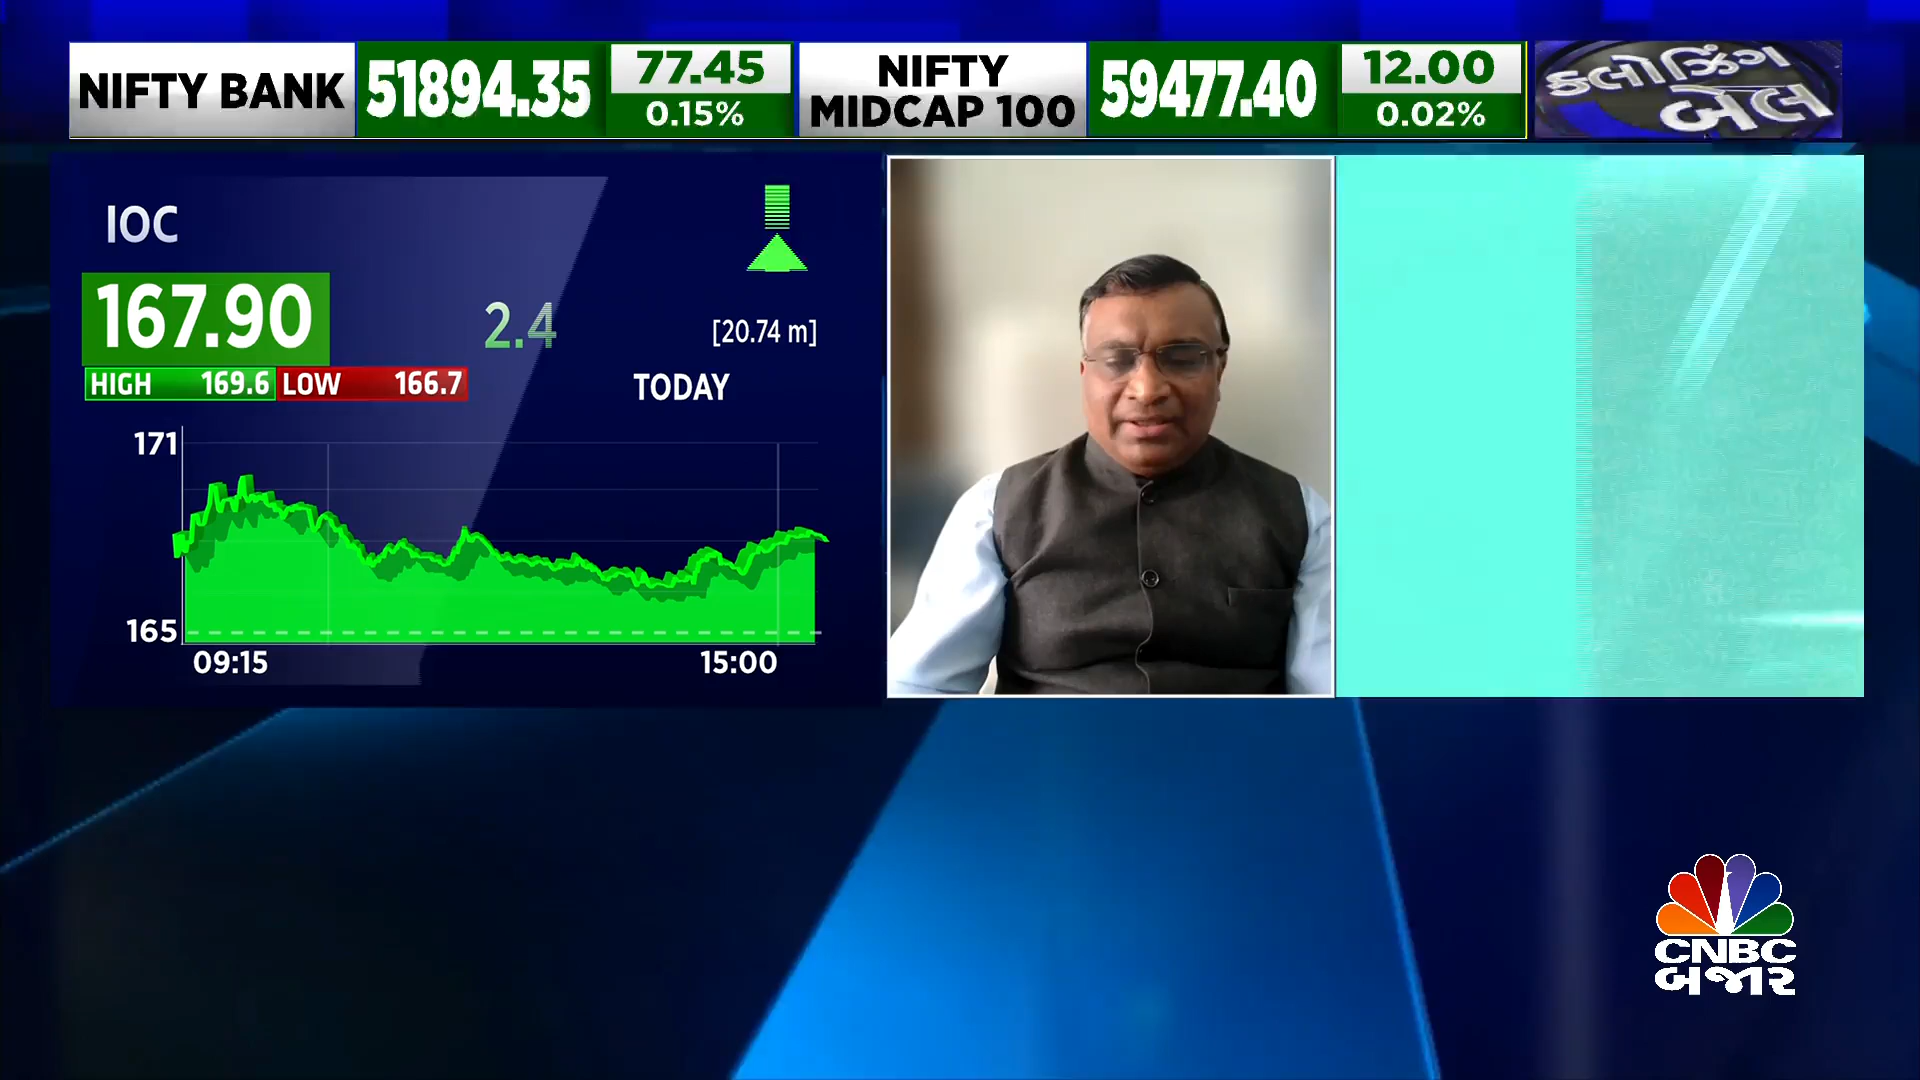 NIFTY BANK
51894.35
77.45
0.15%
NIFTY
MIDCAP 100
59477.40
12.00
0.02%
ક્લોઝિંગ
બેલ
IOC
167.90
2.4
[20.74 m]
HIGH 169.6 LOW 166.7
TODAY
171
165
09:15 15:00
CNBC
બજાર